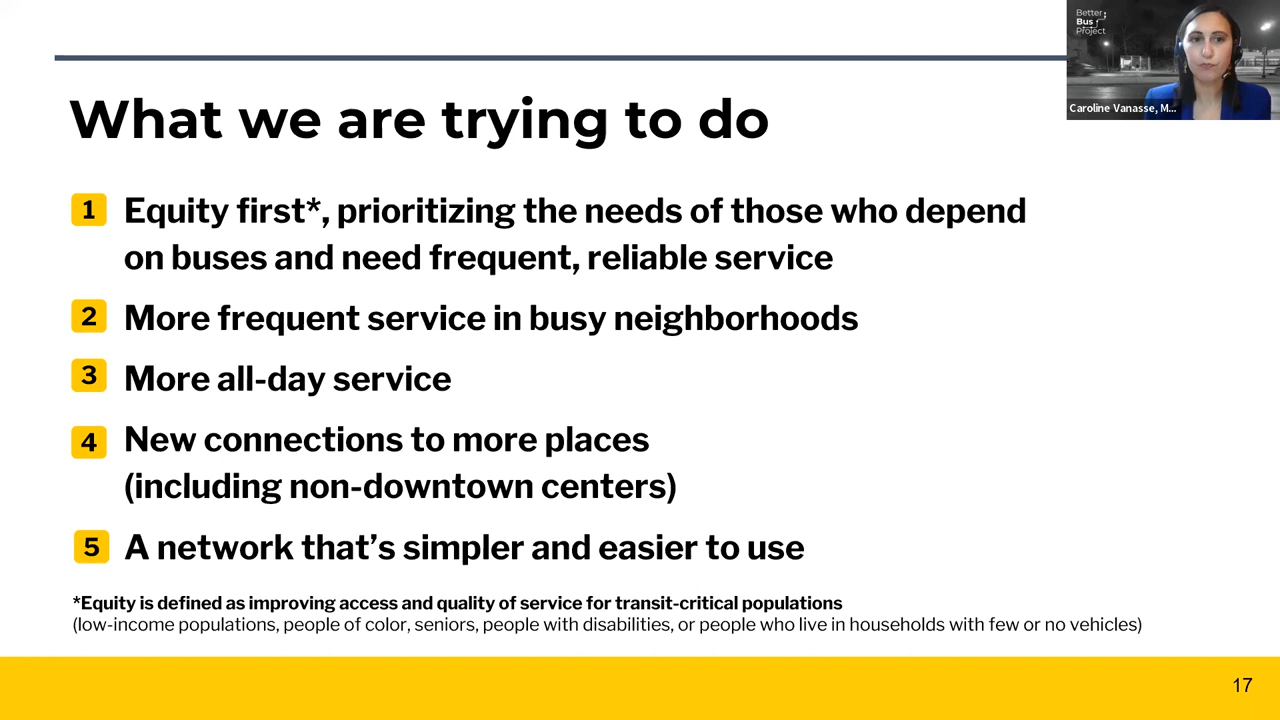 Better
Bus
Project
Caroline Vanasse, M...
What we are trying to do
1 Equity first*, prioritizing the needs of those who depend
on buses and need frequent, reliable service
2 More frequent service in busy neighborhoods
3 More all-day service
4 New connections to more places
(including non-downtown centers)
5 A network that's simpler and easier to use
*Equity is defined as improving access and quality of service for transit-critical populations
(low-income populations, people of color, seniors, people with disabilities, or people who live in households with few or no vehicles)
17